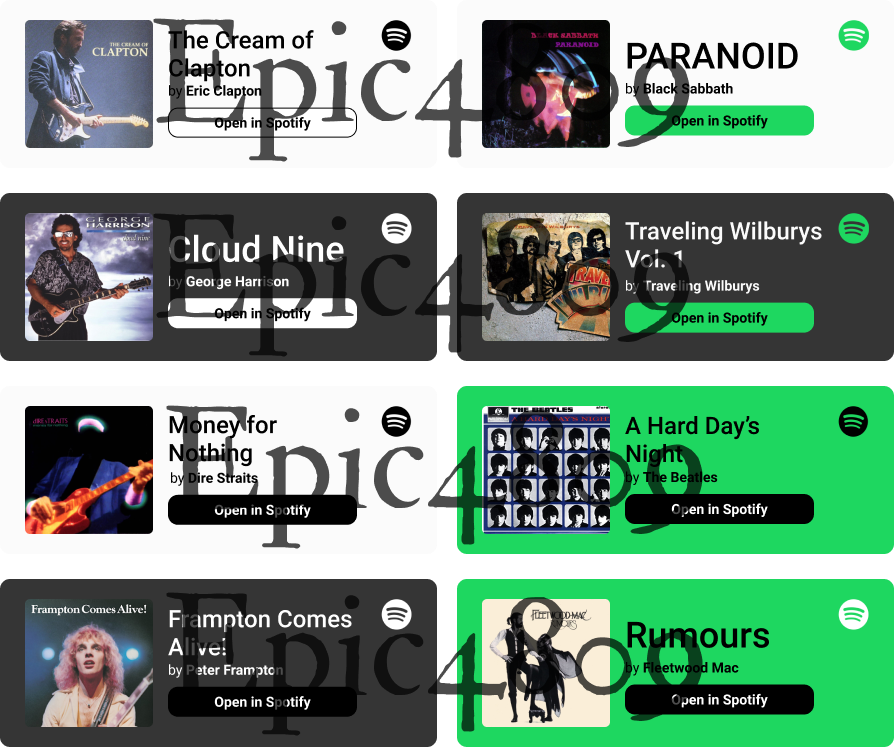 THE CREAM OF
CLAPTON
The Cream of
Clapton
by Eric Clapton
Open in Spotify
BLACK SABBATH
PARANOID
PARANOID
by Black Sabbath
Open in Spotify
Epic4809
GEORGE
HARRISON
cloud nine
Cloud Nine
by George Harrison
Open in Spotify
Traveling Wilburys
Vol. 1
by Traveling Wilburys
Open in Spotify
Epic4809
DIRE STRAITS
Money for
Nothing
by Dire Straits
Open in Spotify
THE BEATLES
A HARD DAY'S NIGHT
A Hard Day’s
Night
by The Beatles
Open in Spotify
Epic4809
Frampton Comes Alive!
Frampton Comes
Alive!
by Peter Frampton
Open in Spotify
FLEETWOOD MAC
RUMOURS
Rumours
by Fleetwood Mac
Open in Spotify
Epic4809